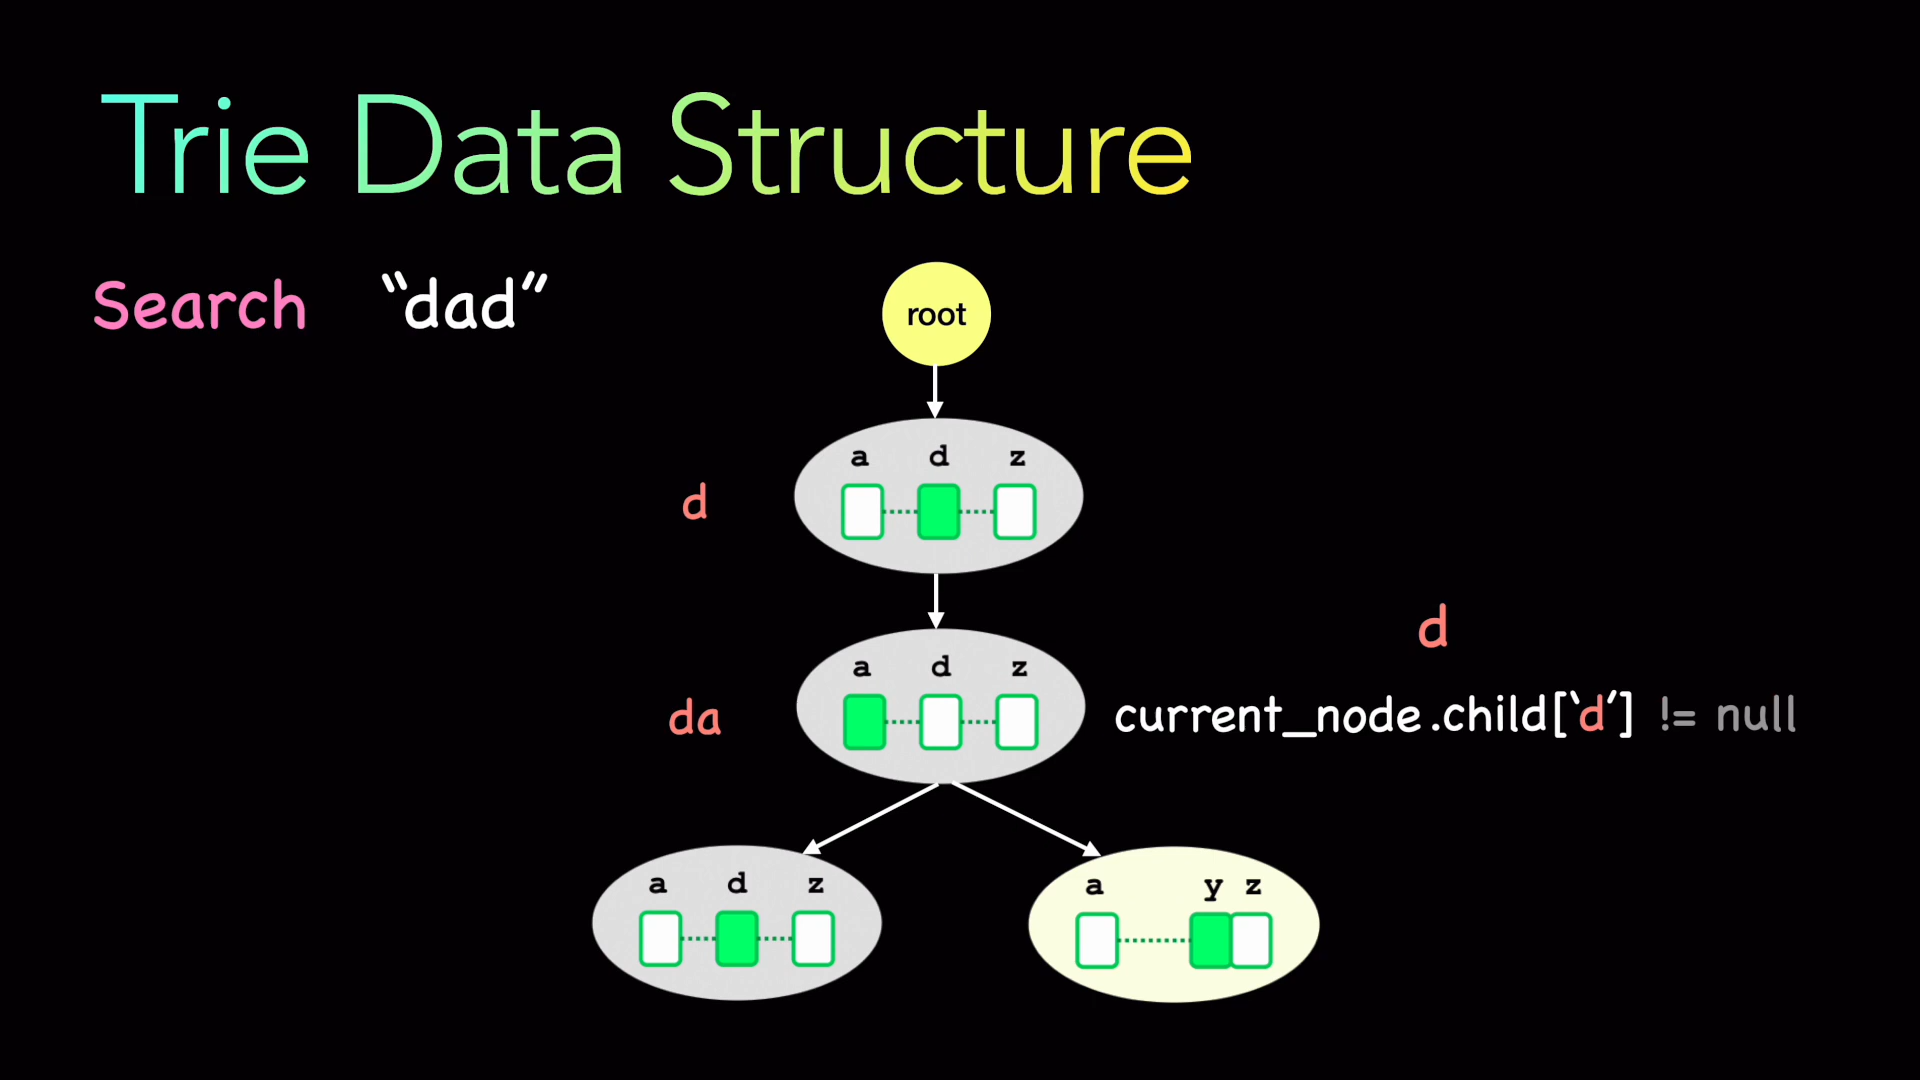 Trie Data Structure
Search “dad”
root
a d z
d
d
a d z
da
current_node.child[‘d’] != null
a d z
a y z